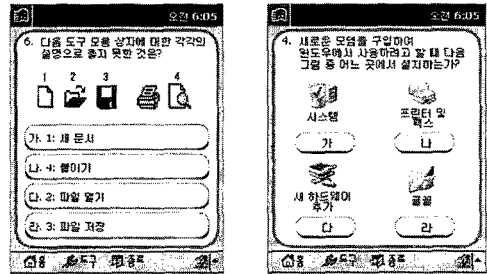 오전 6:05
6. 다음 도구 모음 상자에 대한 각각의
설명으로 옳지 못한 것은?
1 2 3 4
가. 1: 새 문서
나. 4: 붙이기
다. 2: 파일 열기
라. 3: 파일 저장
홈 도구 종료
오전 6:05
4. 새로운 모뎀를 구입하여
윈도우에서 사용하려고 할 때 다음
그림 중 어느 곳에서 설치하는가?
시스템
프린터 및
팩스
가
나
새 하드웨어
추가
글꼴
다
라
홈 도구 종료